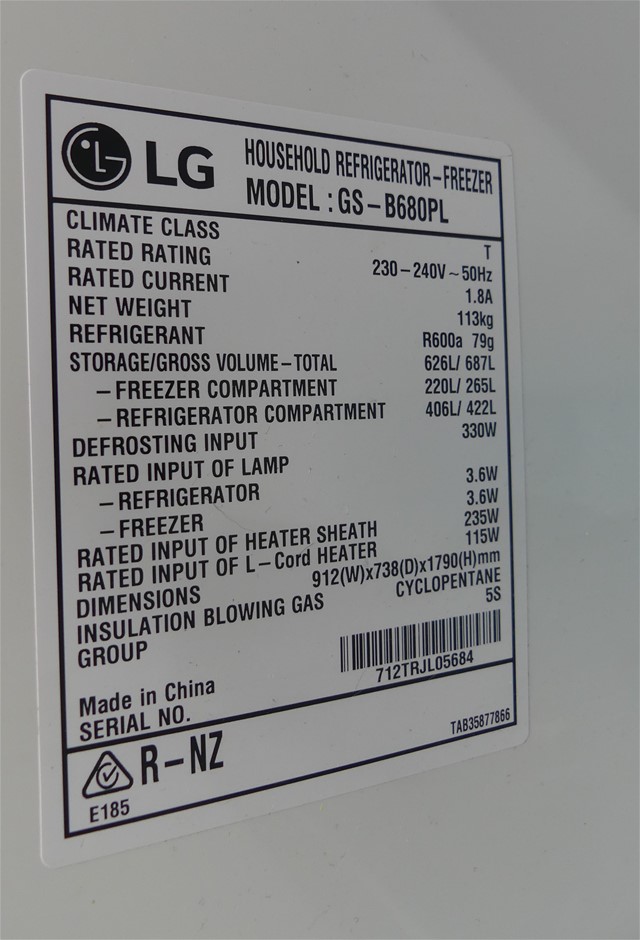 LG
HOUSEHOLD REFRIGERATOR-FREEZER
MODEL : GS-B680PL
CLIMATE CLASS T
RATED RATING 230-240V~50Hz
RATED CURRENT 1.8A
NET WEIGHT 113kg
REFRIGERANT R600a 79g
STORAGE/GROSS VOLUME-TOTAL 626L/ 687L
-FREEZER COMPARTMENT 220L/ 265L
-REFRIGERATOR COMPARTMENT 406L/ 422L
DEFROSTING INPUT 330W
RATED INPUT OF LAMP
-REFRIGERATOR 3.6W
-FREEZER 3.6W
RATED INPUT OF HEATER SHEATH 235W
RATED INPUT OF L-Cord HEATER 115W
DIMENSIONS 912(W)x738(D)x1790(H)mm
INSULATION BLOWING GAS CYCLOPENTANE
GROUP 5S
712TRJL05684
Made in China
SERIAL NO.
TAB35877866
R-NZ
E185